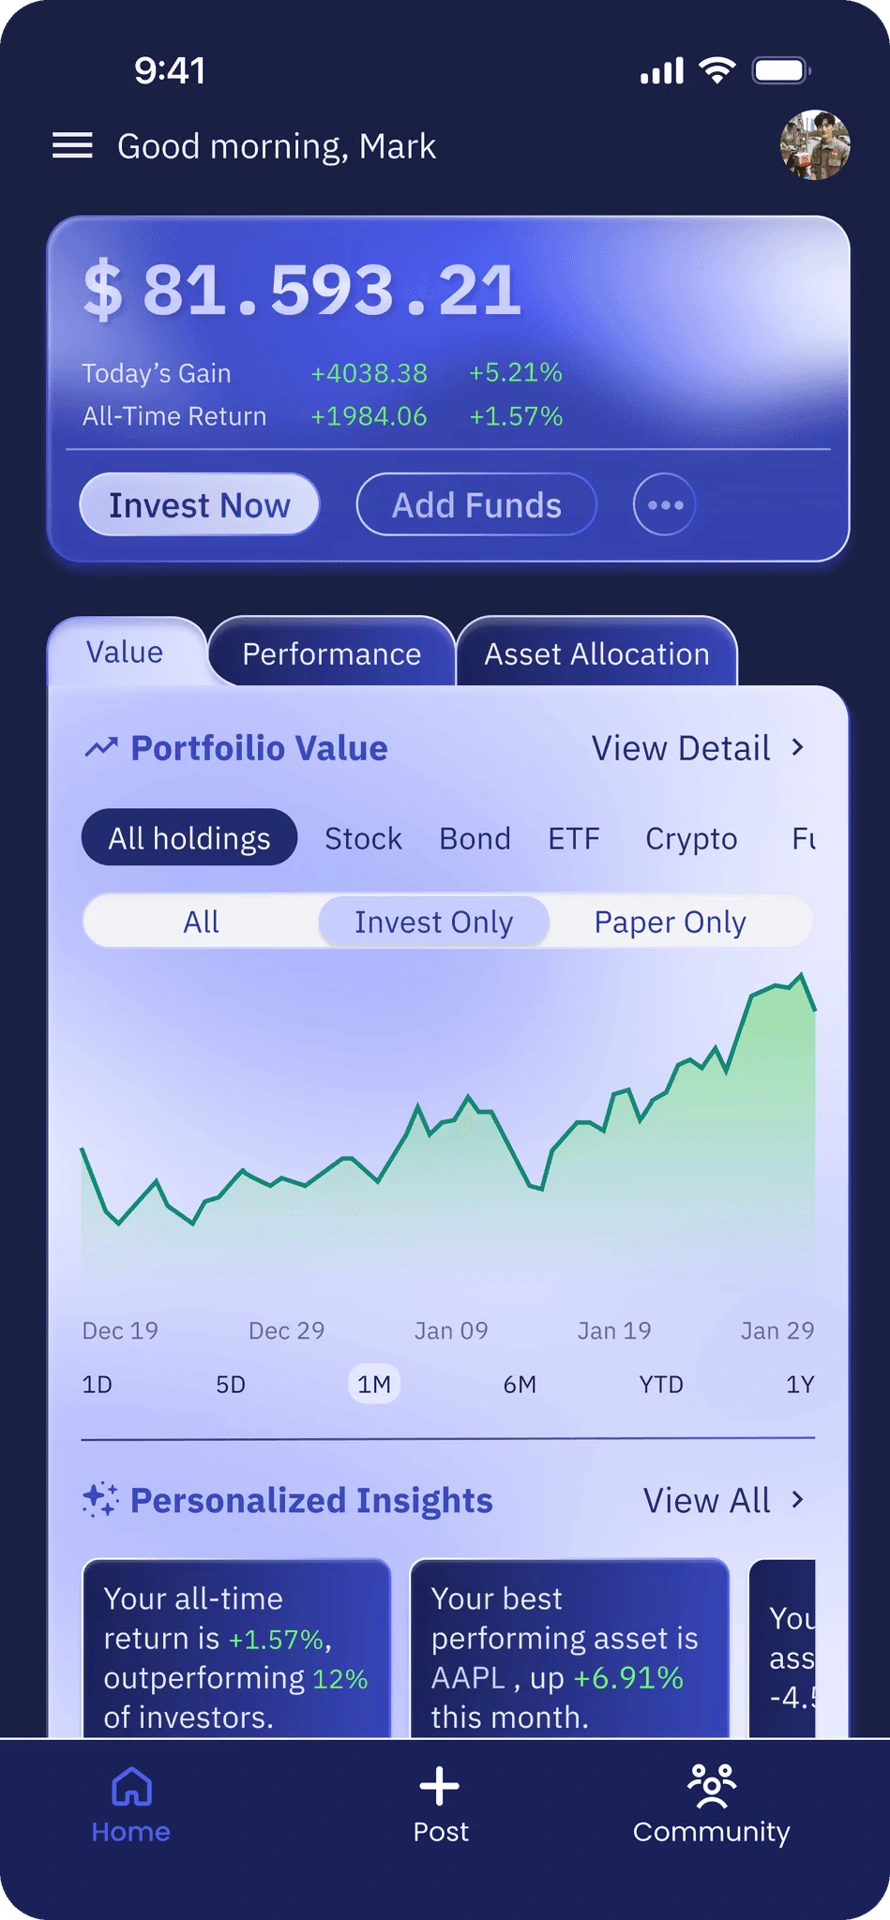 9:41
Good morning, Mark
$ 81.593.21
Today’s Gain +4038.38 +5.21%
All-Time Return +1984.06 +1.57%
Invest Now Add Funds
Value Performance Asset Allocation
Portfoilio Value View Detail
All holdings Stock Bond ETF Crypto
All Invest Only Paper Only
Dec 19 Dec 29 Jan 09 Jan 19 Jan 29
1D 5D 1M 6M YTD 1Y
Personalized Insights View All
Your all-time
return is +1.57%,
outperforming 12%
of investors.
Your best
performing asset is
AAPL , up +6.91%
this month.
Home Post Community